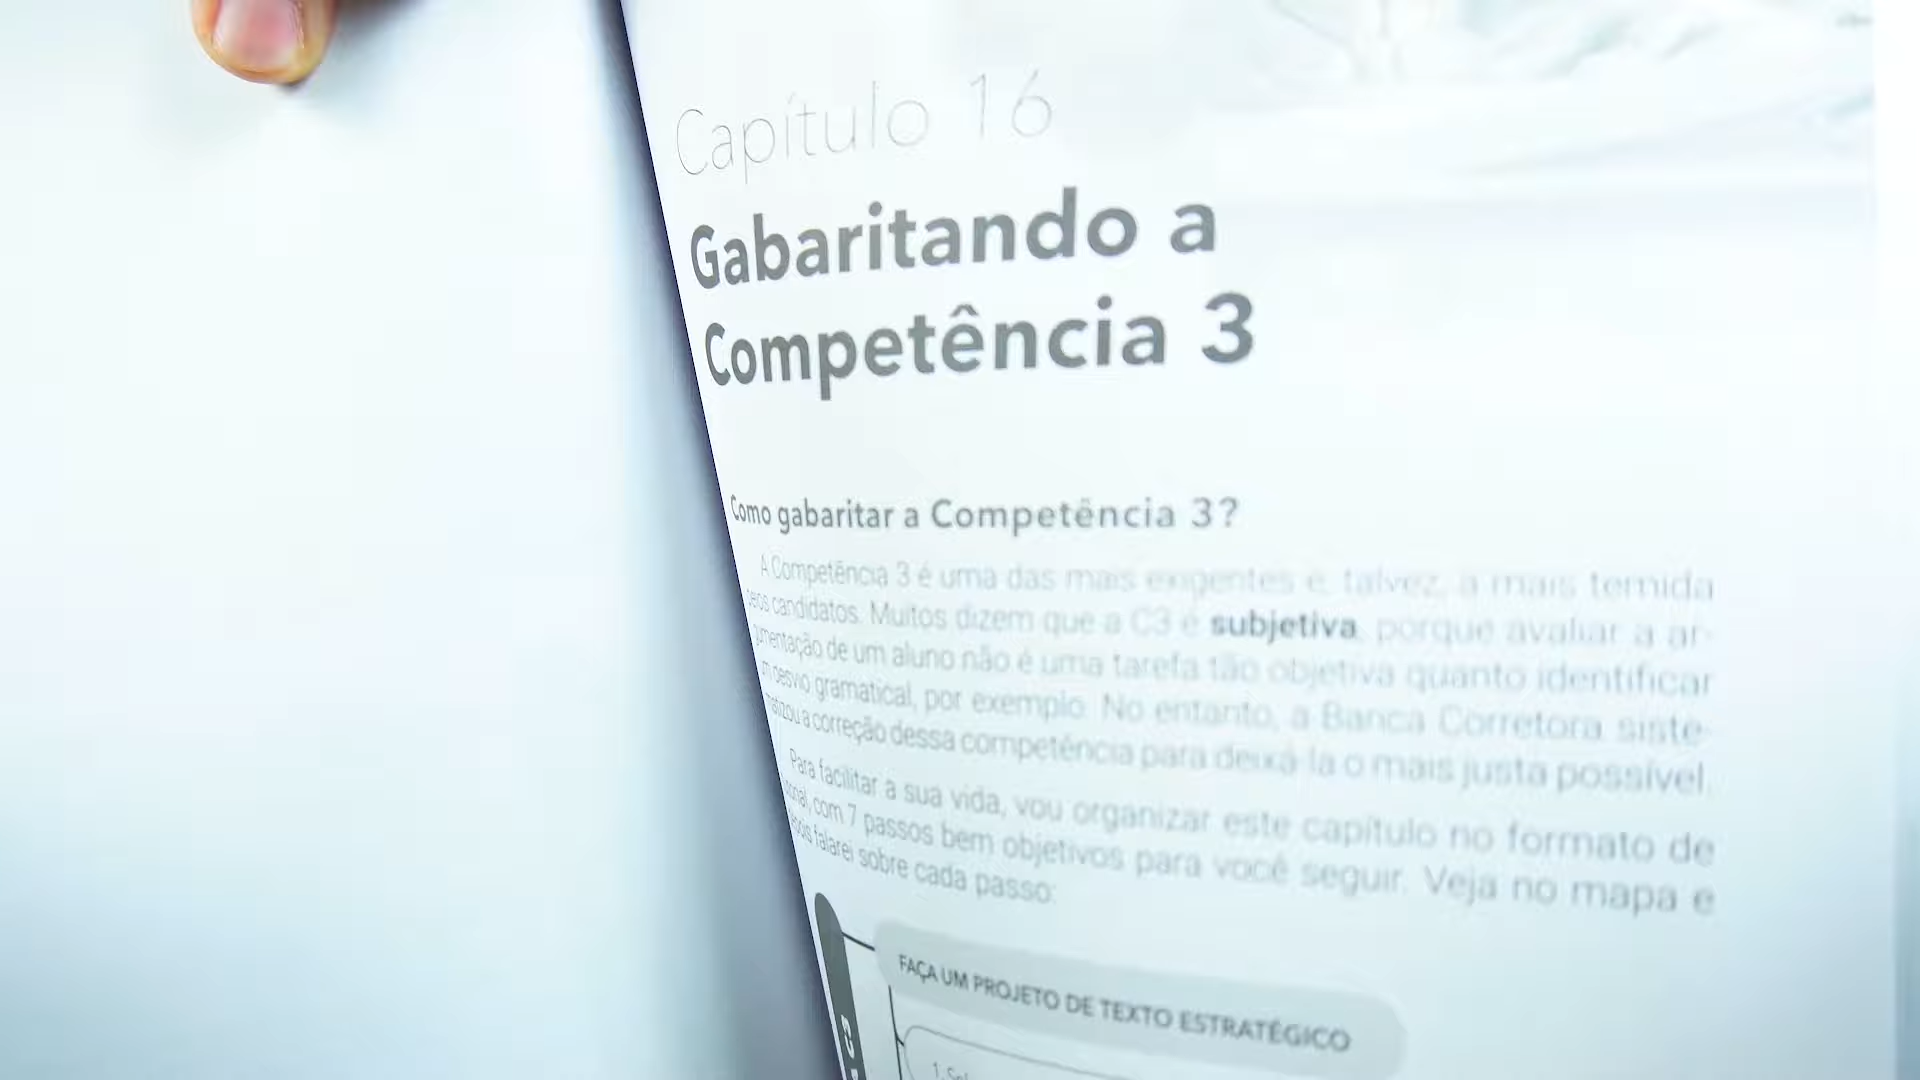 Capítulo 16
Gabaritando a
Competência 3
Como gabaritar a Competência 3?
A Competência 3 é uma das mais exigentes e, talvez, a mais temida
candidatos. Muitos dizem que a C3 é subjetiva, porque avaliar a ar-
gumentação de um aluno não é uma tarefa tão objetiva quanto identificar
desvio gramatical, por exemplo. No entanto, a Banca Corretora siste-
matizou a correção dessa competência para deixá-la o mais justa possível.
Para facilitar a sua vida, vou organizar este capítulo no formato de
com 7 passos bem objetivos para você seguir. Veja no mapa e
depois falarei sobre cada passo:
FAÇA UM PROJETO DE TEXTO ESTRATÉGICO
1.